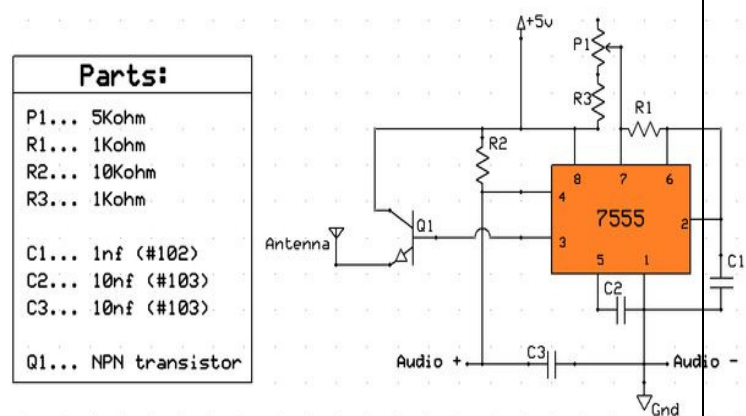 Parts:
P1... 5Kohm
R1... 1Kohm
R2... 10Kohm
R3... 1Kohm
C1... 1nf (#102)
C2... 10nf (#103)
C3... 10nf (#103)
Q1... NPN transistor
+5v
P1
R3
R1
R2
8 7 6
4
7555
2
Q1
3
Antenna
5 1
C1
C2
Audio +
C3
Audio -
Gnd